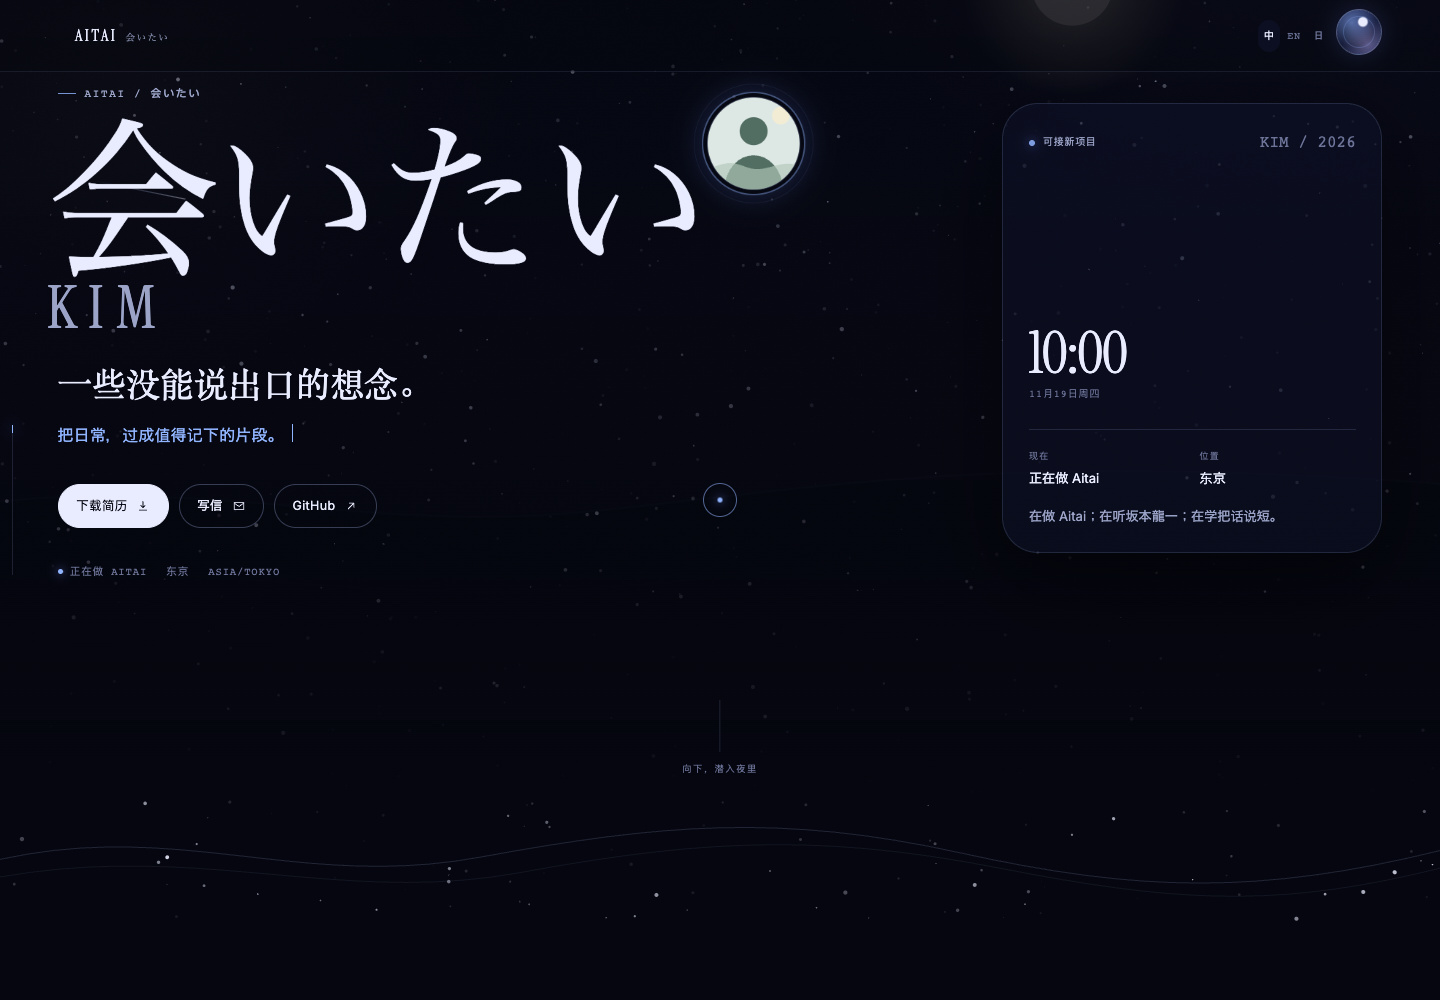 AITAI 会いたい
中 EN 日
AITAI / 会いたい
会いたい
KIM
一些没能说出口的想念。
把日常，过成值得记下的片段。
下载简历 写信 GitHub
正在做 AITAI 东京 ASIA/TOKYO
可接新项目 KIM / 2026
10:00
11月19日周四
现在 位置
正在做 Aitai 东京
在做 Aitai；在听坂本龍一；在学把话说短。
向下，潜入夜里